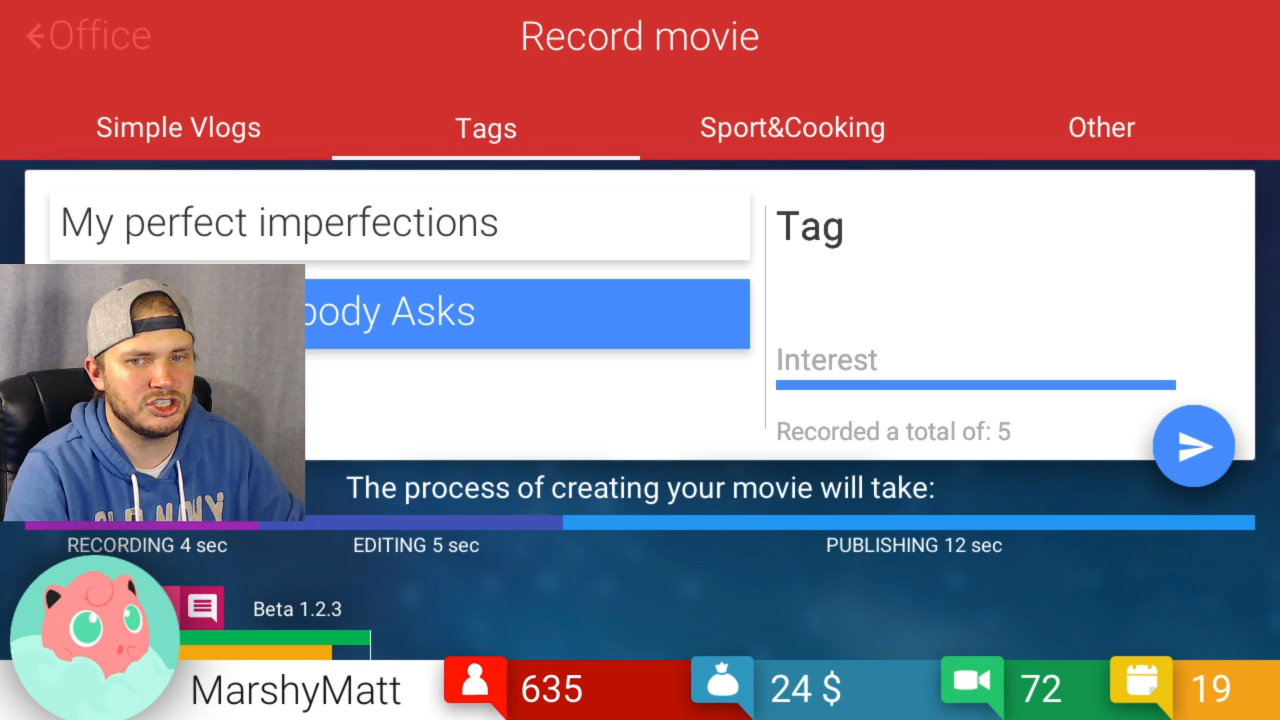 Office
Record movie
Simple Vlogs
Tags
Sport&Cooking
Other
My perfect imperfections
Tag
Asks
Interest
Recorded a total of: 5
The process of creating your movie will take:
RECORDING 4 sec
EDITING 5 sec
PUBLISHING 12 sec
Beta 1.2.3
MarshyMatt
635
24 $
72
19